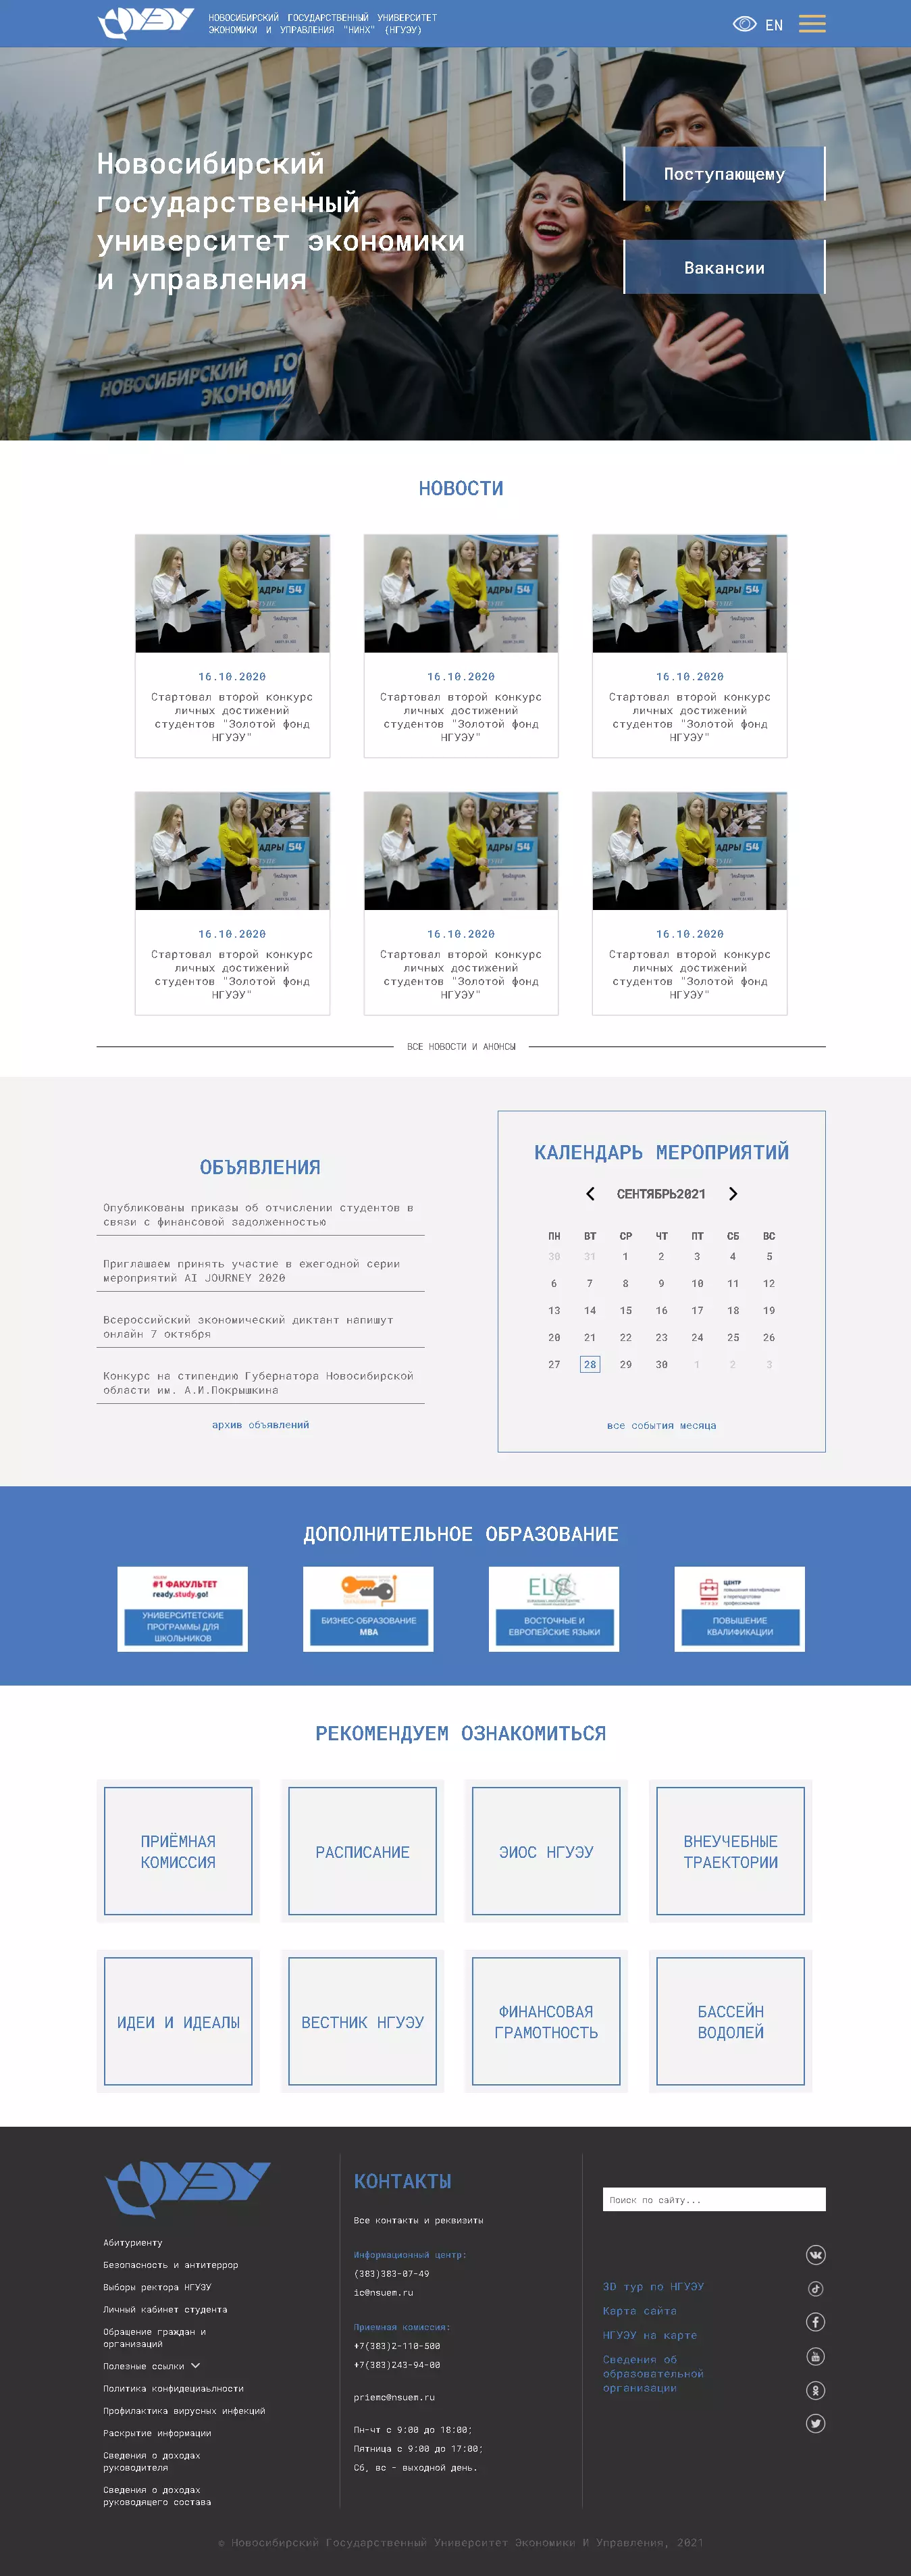 НГУЭУ
НОВОСИБИРСКИЙ ГОСУДАРСТВЕННЫЙ УНИВЕРСИТЕТ
ЭКОНОМИКИ И УПРАВЛЕНИЯ "НИНХ" (НГУЭУ)
EN
Новосибирский
государственный
университет экономики
и управления
Поступающему
Вакансии
НОВОСИБИРСКИЙ ГО
ЭКОНОМИ
НОВОСТИ
16.10.2020
Стартовал второй конкурс
личных достижений
студентов "Золотой фонд
НГУЭУ"
16.10.2020
Стартовал второй конкурс
личных достижений
студентов "Золотой фонд
НГУЭУ"
16.10.2020
Стартовал второй конкурс
личных достижений
студентов "Золотой фонд
НГУЭУ"
16.10.2020
Стартовал второй конкурс
личных достижений
студентов "Золотой фонд
НГУЭУ"
16.10.2020
Стартовал второй конкурс
личных достижений
студентов "Золотой фонд
НГУЭУ"
16.10.2020
Стартовал второй конкурс
личных достижений
студентов "Золотой фонд
НГУЭУ"
ВСЕ НОВОСТИ И АНОНСЫ
ОБЪЯВЛЕНИЯ
Опубликованы приказы об отчислении студентов в
связи с финансовой задолженностью
Приглашаем принять участие в ежегодной серии
мероприятий AI JOURNEY 2020
Всероссийский экономический диктант напишут
онлайн 7 октября
Конкурс на стипендию Губернатора Новосибирской
области им. А.И.Покрышкина
архив объявлений
КАЛЕНДАРЬ МЕРОПРИЯТИЙ
СЕНТЯБРЬ2021
ПН ВТ СР ЧТ ПТ СБ ВС
30 31 1 2 3 4 5
6 7 8 9 10 11 12
13 14 15 16 17 18 19
20 21 22 23 24 25 26
27 28 29 30 1 2 3
все события месяца
ДОПОЛНИТЕЛЬНОЕ ОБРАЗОВАНИЕ
#1 ФАКУЛЬТЕТ
ready.study.go!
УНИВЕРСИТЕТСКИЕ
ПРОГРАММЫ ДЛЯ
ШКОЛЬНИКОВ
БИЗНЕС-ОБРАЗОВАНИЕ
MBA
ELC
ВОСТОЧНЫЕ И
ЕВРОПЕЙСКИЕ ЯЗЫКИ
ЦЕНТР
повышения квалификации
и переподготовки
профессионалов
НГУЭУ
ПОВЫШЕНИЕ
КВАЛИФИКАЦИИ
РЕКОМЕНДУЕМ ОЗНАКОМИТЬСЯ
ПРИЁМНАЯ
КОМИССИЯ
РАСПИСАНИЕ
ЭИОС НГУЭУ
ВНЕУЧЕБНЫЕ
ТРАЕКТОРИИ
ИДЕИ И ИДЕАЛЫ
ВЕСТНИК НГУЭУ
ФИНАНСОВАЯ
ГРАМОТНОСТЬ
БАССЕЙН
ВОДОЛЕЙ
НГУЭУ
Абитуриенту
Безопасность и антитеррор
Выборы ректора НГУЭУ
Личный кабинет студента
Обращение граждан и
организаций
Полезные ссылки
Политика конфидециаьлности
Профилактика вирусных инфекций
Раскрытие информации
Сведения о доходах
руководителя
Сведения о доходах
руководящего состава
КОНТАКТЫ
Все контакты и реквизиты
Информационный центр:
(383)383-07-49
ic@nsuem.ru
Приемная комиссия:
+7(383)2-110-500
+7(383)243-94-00
priemc@nsuem.ru
Пн-чт с 9:00 до 18:00;
Пятница с 9:00 до 17:00;
Сб, вс - выходной день.
Поиск по сайту...
3D тур по НГУЭУ
Карта сайта
НГУЭУ на карте
Сведения об
образовательной
организации
© Новосибирский Государственный Университет Экономики И Управления, 2021